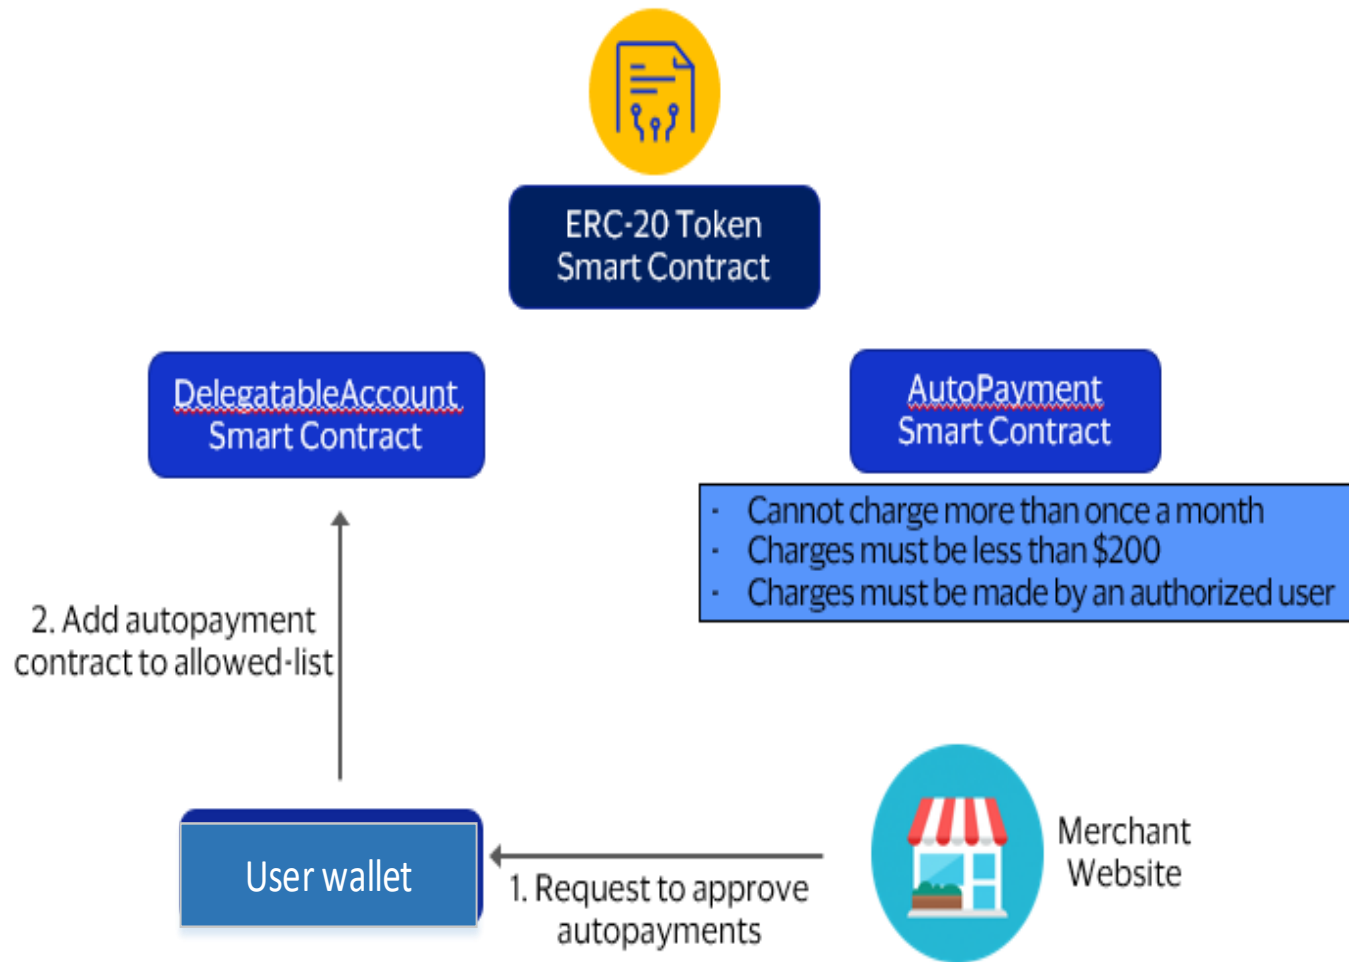 ERC-20 Token
Smart Contract
DelegatableAccount
Smart Contract
AutoPayment
Smart Contract
- Cannot charge more than once a month
- Charges must be less than $200
- Charges must be made by an authorized user
2. Add autopayment
contract to allowed-list
User wallet
1. Request to approve
autopayments
Merchant
Website